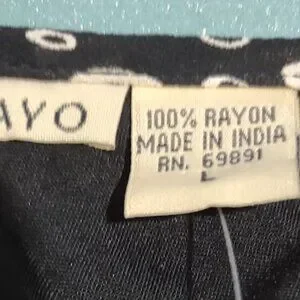 AYO
100% RAYON
MADE IN INDIA
RN. 69891
L